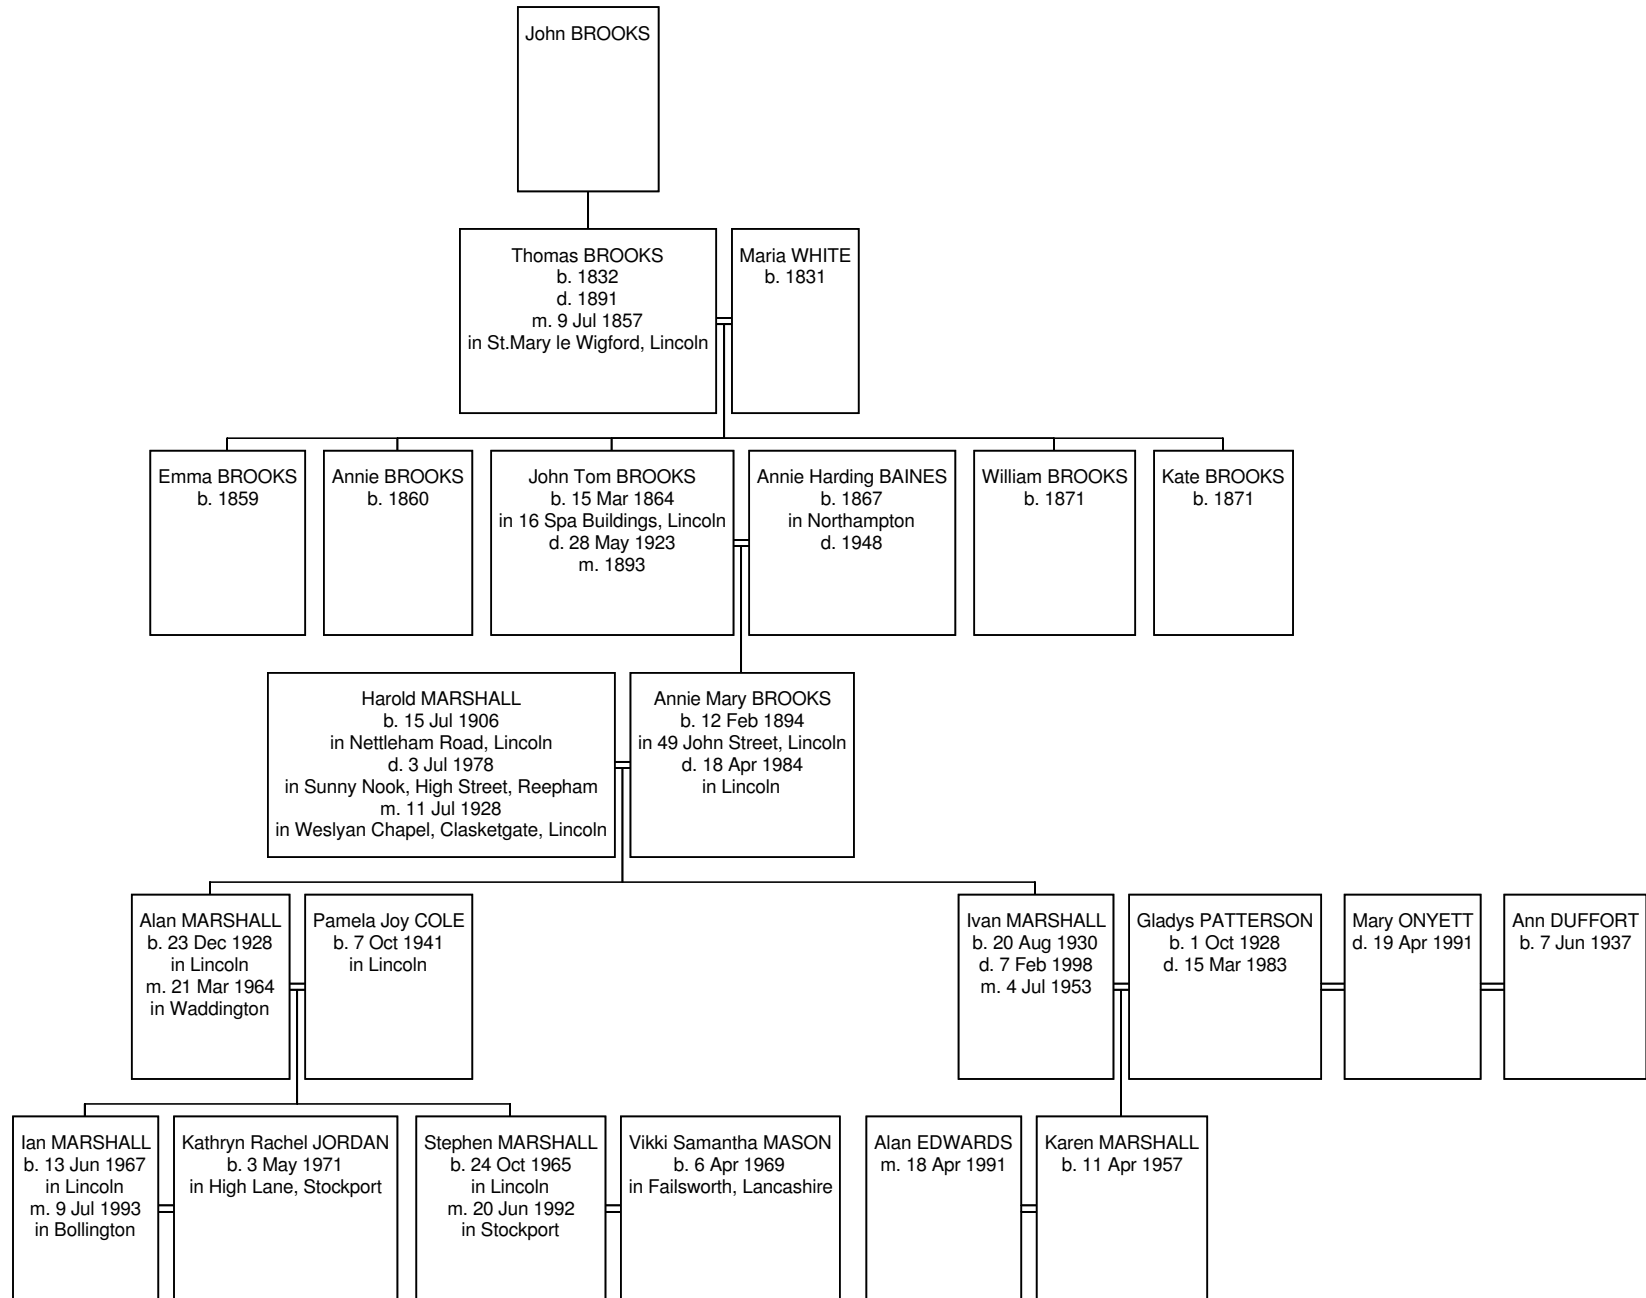 John BROOKS
Thomas BROOKS
b. 1832
d. 1891
m. 9 Jul 1857
in St.Mary le Wigford, Lincoln
Maria WHITE
b. 1831
Emma BROOKS
b. 1859
Annie BROOKS
b. 1860
John Tom BROOKS
b. 15 Mar 1864
in 16 Spa Buildings, Lincoln
d. 28 May 1923
m. 1893
Annie Harding BAINES
b. 1867
in Northampton
d. 1948
William BROOKS
b. 1871
Kate BROOKS
b. 1871
Harold MARSHALL
b. 15 Jul 1906
in Nettleham Road, Lincoln
d. 3 Jul 1978
in Sunny Nook, High Street, Reepham
m. 11 Jul 1928
in Weslyan Chapel, Clasketgate, Lincoln
Annie Mary BROOKS
b. 12 Feb 1894
in 49 John Street, Lincoln
d. 18 Apr 1984
in Lincoln
Alan MARSHALL
b. 23 Dec 1928
in Lincoln
m. 21 Mar 1964
in Waddington
Pamela Joy COLE
b. 7 Oct 1941
in Lincoln
Ivan MARSHALL
b. 20 Aug 1930
d. 7 Feb 1998
m. 4 Jul 1953
Gladys PATTERSON
b. 1 Oct 1928
d. 15 Mar 1983
Mary ONYETT
d. 19 Apr 1991
Ann DUFFORT
b. 7 Jun 1937
Ian MARSHALL
b. 13 Jun 1967
in Lincoln
m. 9 Jul 1993
in Bollington
Kathryn Rachel JORDAN
b. 3 May 1971
in High Lane, Stockport
Stephen MARSHALL
b. 24 Oct 1965
in Lincoln
m. 20 Jun 1992
in Stockport
Vikki Samantha MASON
b. 6 Apr 1969
in Failsworth, Lancashire
Alan EDWARDS
m. 18 Apr 1991
Karen MARSHALL
b. 11 Apr 1957